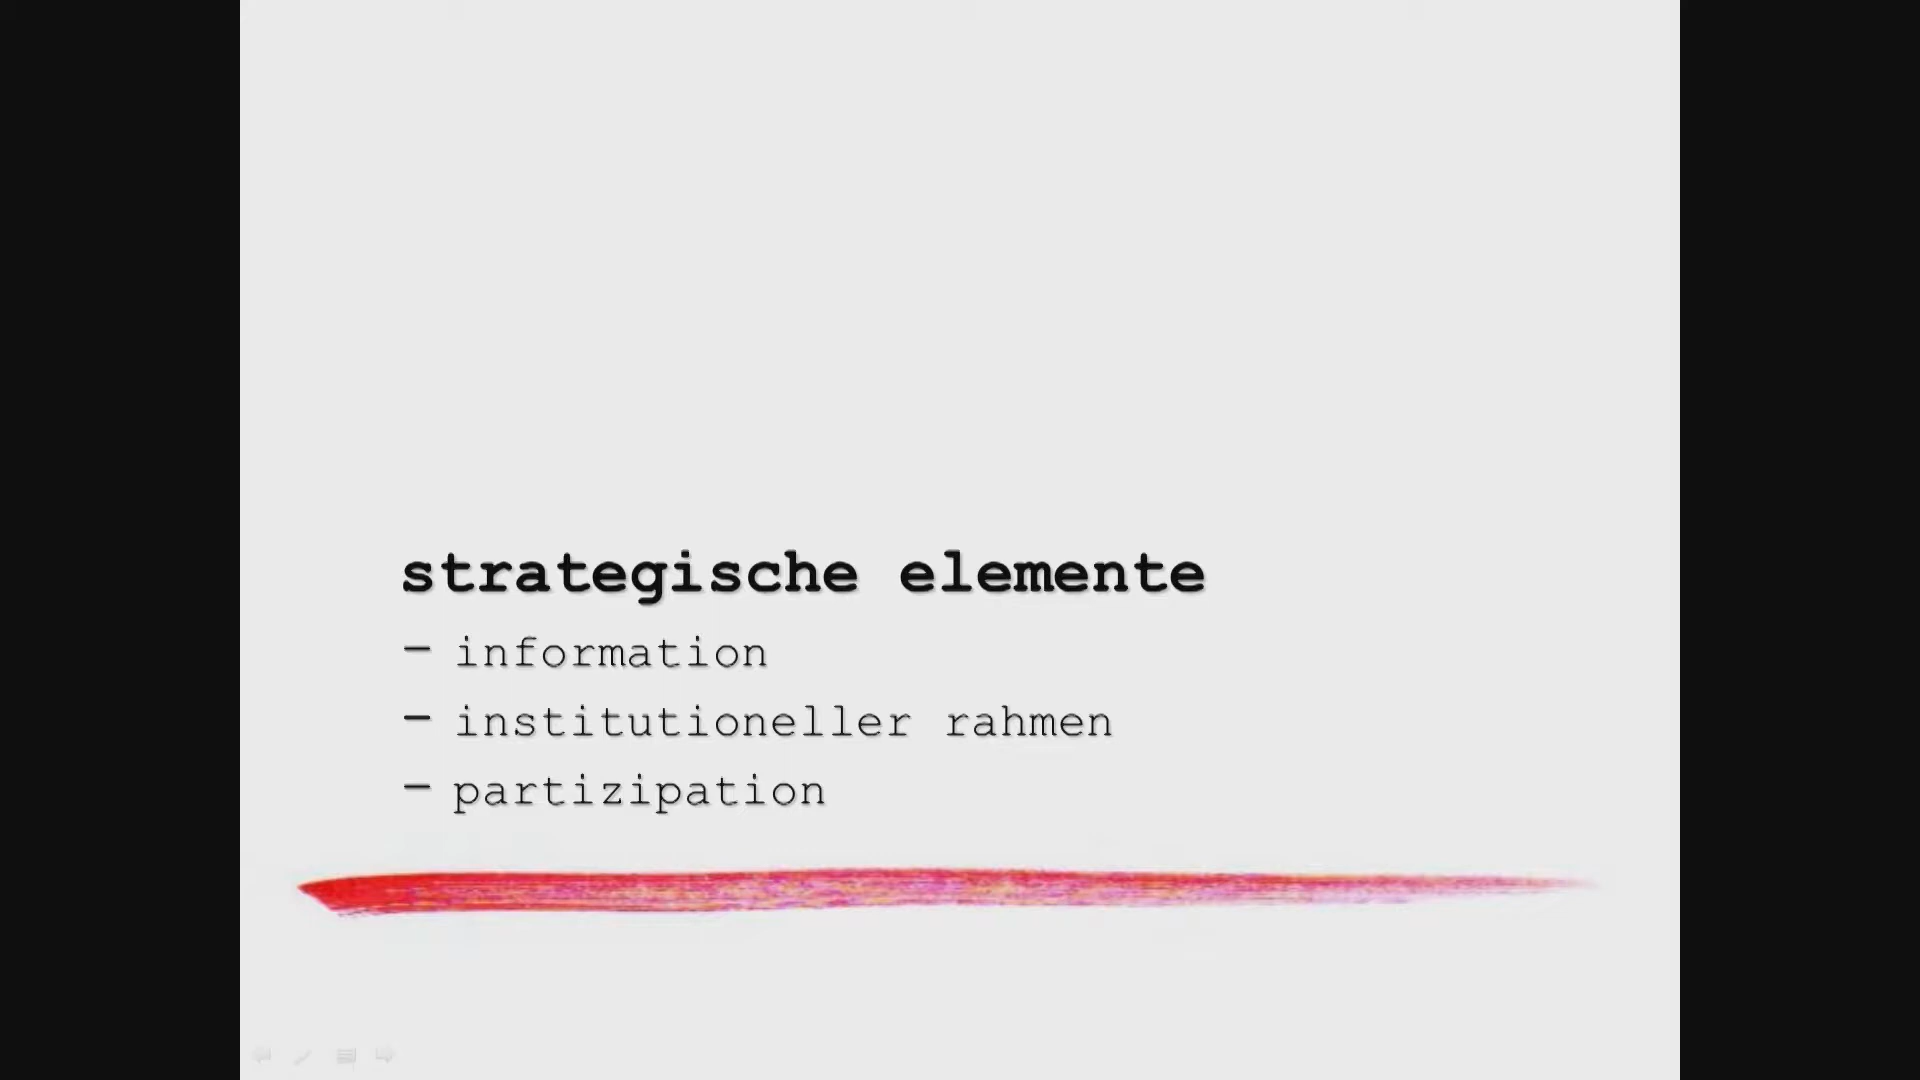 strategische elemente
– information
– institutioneller rahmen
– partizipation